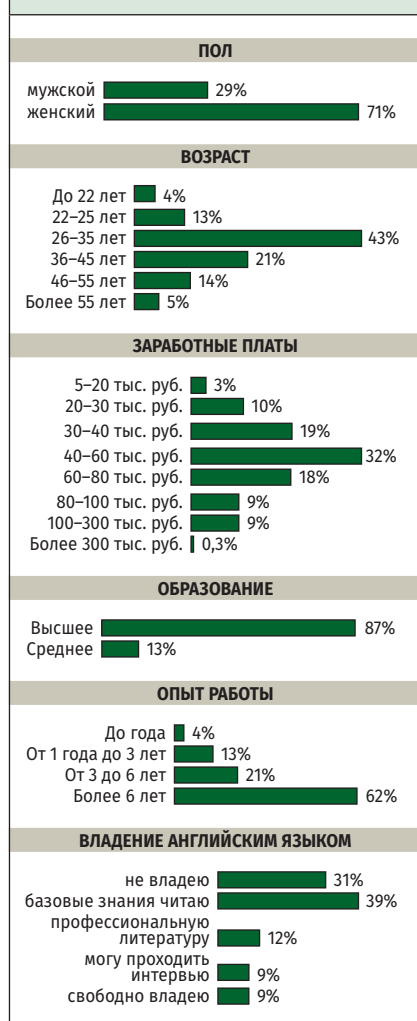 ПОЛ
мужской 29%
женский 71%
ВОЗРАСТ
До 22 лет 4%
22–25 лет 13%
26–35 лет 43%
36–45 лет 21%
46–55 лет 14%
Более 55 лет 5%
ЗАРАБОТНЫЕ ПЛАТЫ
5–20 тыс. руб. 3%
20–30 тыс. руб. 10%
30–40 тыс. руб. 19%
40–60 тыс. руб. 32%
60–80 тыс. руб. 18%
80–100 тыс. руб. 9%
100–300 тыс. руб. 9%
Более 300 тыс. руб. 0,3%
ОБРАЗОВАНИЕ
Высшее 87%
Среднее 13%
ОПЫТ РАБОТЫ
До года 4%
От 1 года до 3 лет 13%
От 3 до 6 лет 21%
Более 6 лет 62%
ВЛАДЕНИЕ АНГЛИЙСКИМ ЯЗЫКОМ
не владею 31%
базовые знания читаю 39%
профессиональную
литературу 12%
могу проходить
интервью 9%
свободно владею 9%